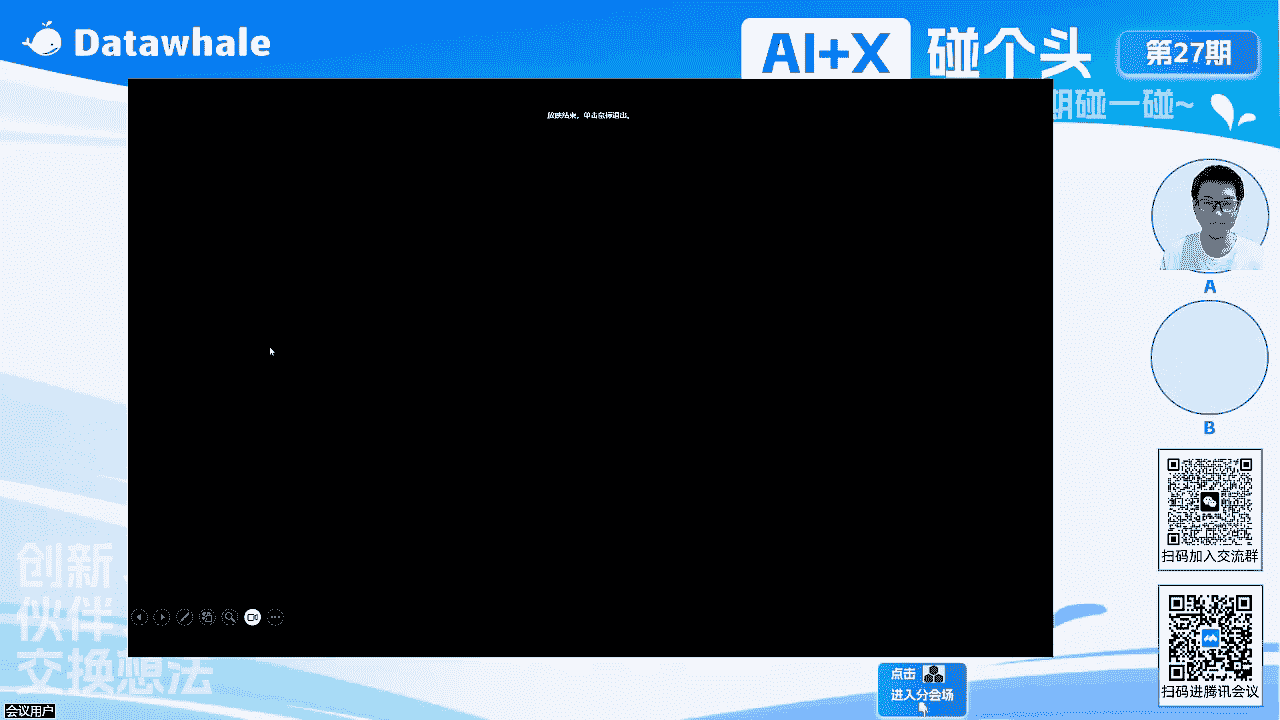 Datawhale
AI+X 碰个头 第27期
期碰一碰~
放映结束，单击鼠标退出。
A
B
扫码加入交流群
创新、
伙伴
交换想法
点击
进入分会场
扫码进腾讯会议
会议用户